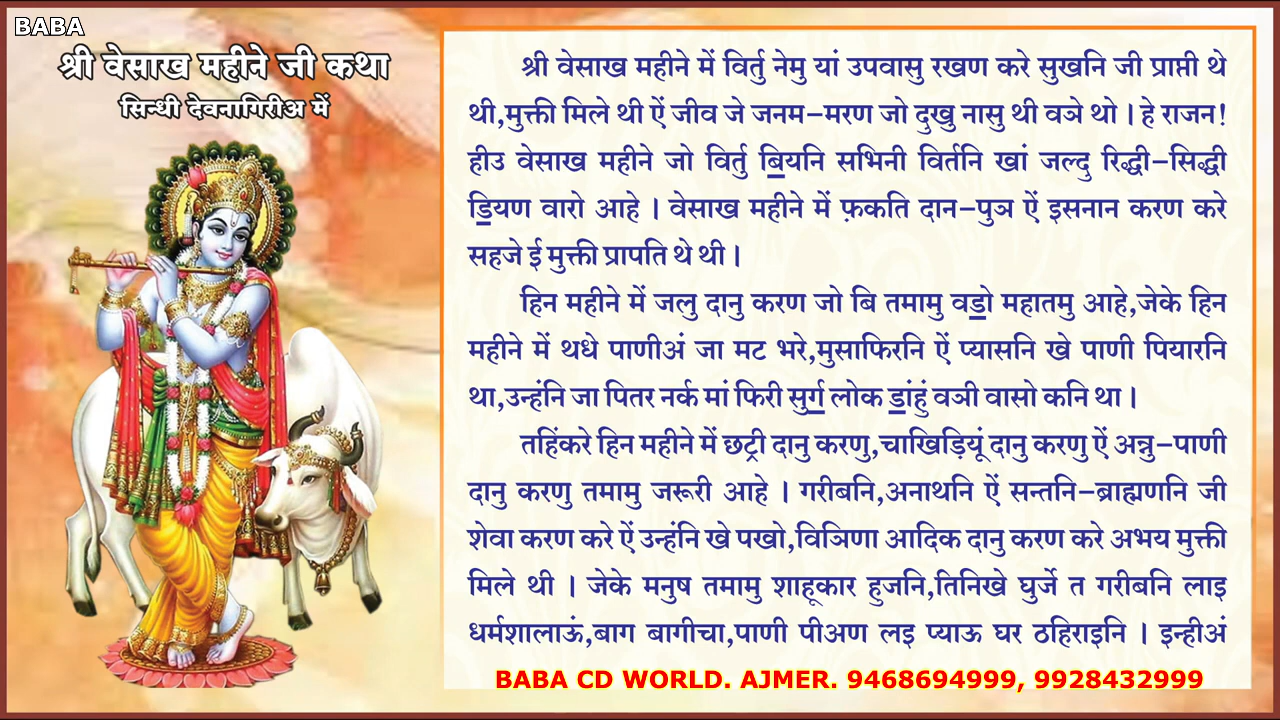 BABA
श्री वेसाख महीने जी कथा
सिन्धी देवनागिरीअ में
श्री वेसाख महीने में विर्तु नेमु यां उपवासु रखण करे सुखनि जी प्राप्ती थे
थी,मुक्ती मिले थी ऐं जीव जे जनम-मरण जो दुखु नासु थी वञे थो । हे राजन!
हीउ वेसाख महीने जो विर्तु ॿियनि सभिनी विर्तनि खां जल्दु रिद्धी-सिद्धी
ॾियण वारो आहे । वेसाख महीने में फ़कति दान-पुञ ऐं इसनान करण करे
सहजे ई मुक्ती प्रापति थे थी ।
हिन महीने में जलु दानु करण जो बि तमामु वॾो महातमु आहे,जेके हिन
महीने में थधे पाणीअं जा मट भरे,मुसाफिरनि ऐं प्यासनि खे पाणी पियारनि
था,उन्हंनि जा पितर नर्क मां फिरी सुर्ॻ लोक ॾांहुं वञी वासो कनि था ।
तहिंकरे हिन महीने में छट्री दानु करणु,चाखिड़ियूं दानु करणु ऐं अन्नु-पाणी
दानु करणु तमामु जरूरी आहे । गरीबनि,अनाथनि ऐं सन्तनि-ब्राह्मणनि जी
शेवा करण करे ऐं उन्हंनि खे पखो,विञिणा आदिक दानु करण करे अभय मुक्ती
मिले थी । जेके मनुष तमामु शाहूकार हुजनि,तिनिखे घुर्जे त गरीबनि लाइ
धर्मशालाऊं,बाग बागीचा,पाणी पीअण लइ प्याऊ घर ठहिराइनि । इन्हीअं
BABA CD WORLD. AJMER. 9468694999, 9928432999